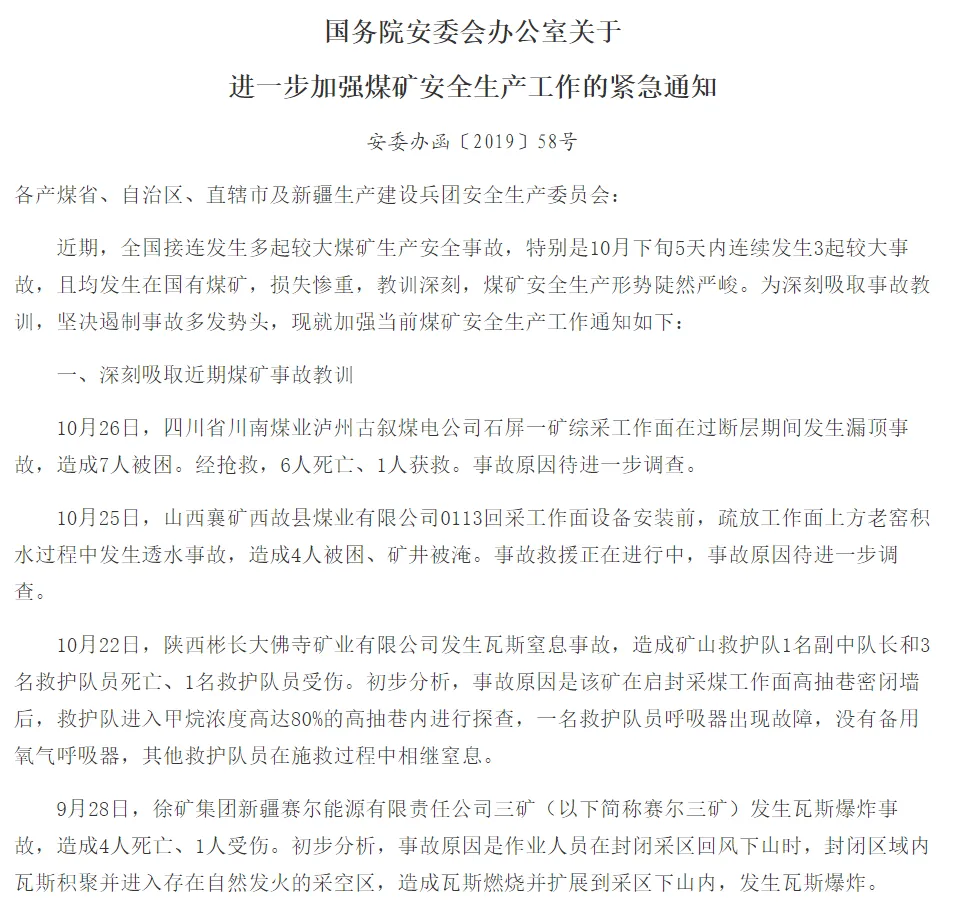 国务院安委会办公室关于
进一步加强煤矿安全生产工作的紧急通知
安委办函〔2019〕58号
各产煤省、自治区、直辖市及新疆生产建设兵团安全生产委员会：
近期，全国接连发生多起较大煤矿生产安全事故，特别是10月下旬5天内连续发生3起较大事
故，且均发生在国有煤矿，损失惨重，教训深刻，煤矿安全生产形势陡然严峻。为深刻吸取事故教
训，坚决遏制事故多发势头，现就加强当前煤矿安全生产工作通知如下：
一、深刻吸取近期煤矿事故教训
10月26日，四川省川南煤业泸州古叙煤电公司石屏一矿综采工作面在过断层期间发生漏顶事
故，造成7人被困。经抢救，6人死亡、1人获救。事故原因待进一步调查。
10月25日，山西襄矿西故县煤业有限公司0113回采工作面设备安装前，疏放工作面上方老窑积
水过程中发生透水事故，造成4人被困、矿井被淹。事故救援正在进行中，事故原因待进一步调
查。
10月22日，陕西彬长大佛寺矿业有限公司发生瓦斯窒息事故，造成矿山救护队1名副中队长和3
名救护队员死亡、1名救护队员受伤。初步分析，事故原因是该矿在启封采煤工作面高抽巷密闭墙
后，救护队进入甲烷浓度高达80%的高抽巷内进行探查，一名救护队员呼吸器出现故障，没有备用
氧气呼吸器，其他救护队员在施救过程中相继窒息。
9月28日，徐矿集团新疆赛尔能源有限责任公司三矿（以下简称赛尔三矿）发生瓦斯爆炸事
故，造成4人死亡、1人受伤。初步分析，事故原因是作业人员在封闭采区回风下山时，封闭区域内
瓦斯积聚并进入存在自然发火的采空区，造成瓦斯燃烧并扩展到采区下山内，发生瓦斯爆炸。